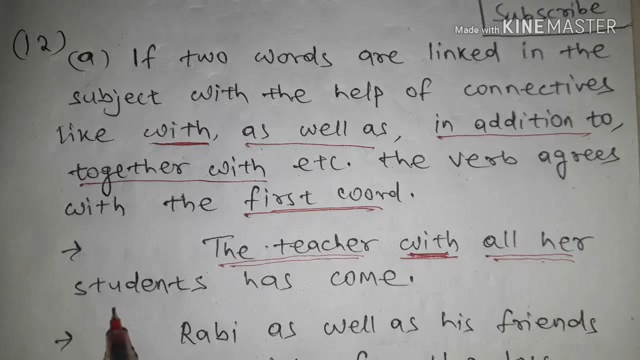 Subscribe
Made with KINEMASTER
(12) (a) If two words are linked in the
subject with the help of connectives
like with, as well as, in addition to,
together with etc. the verb agrees
with the first coord.
→ The teacher with all her
students has come.
→ Rabi as well as his friends